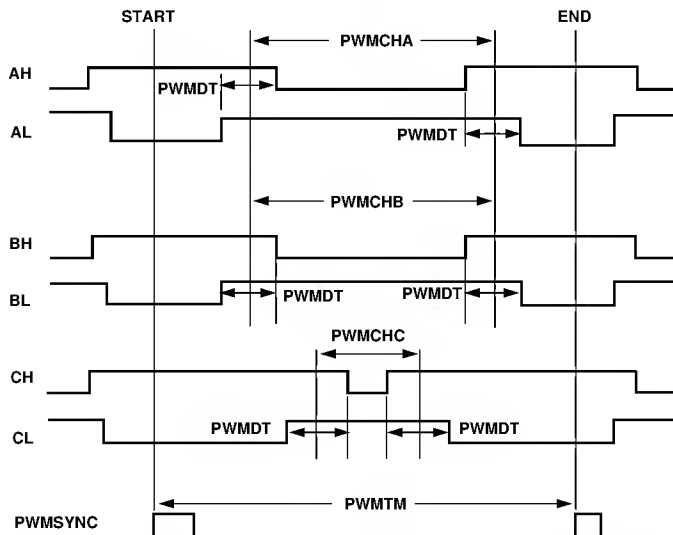 START
END
PWMCHA
AH
PWMDT
AL
PWMDT
PWMCHB
BH
BL
PWMDT
PWMDT
PWMCHC
CH
CL
PWMDT
PWMDT
PWMTM
PWMSYNC